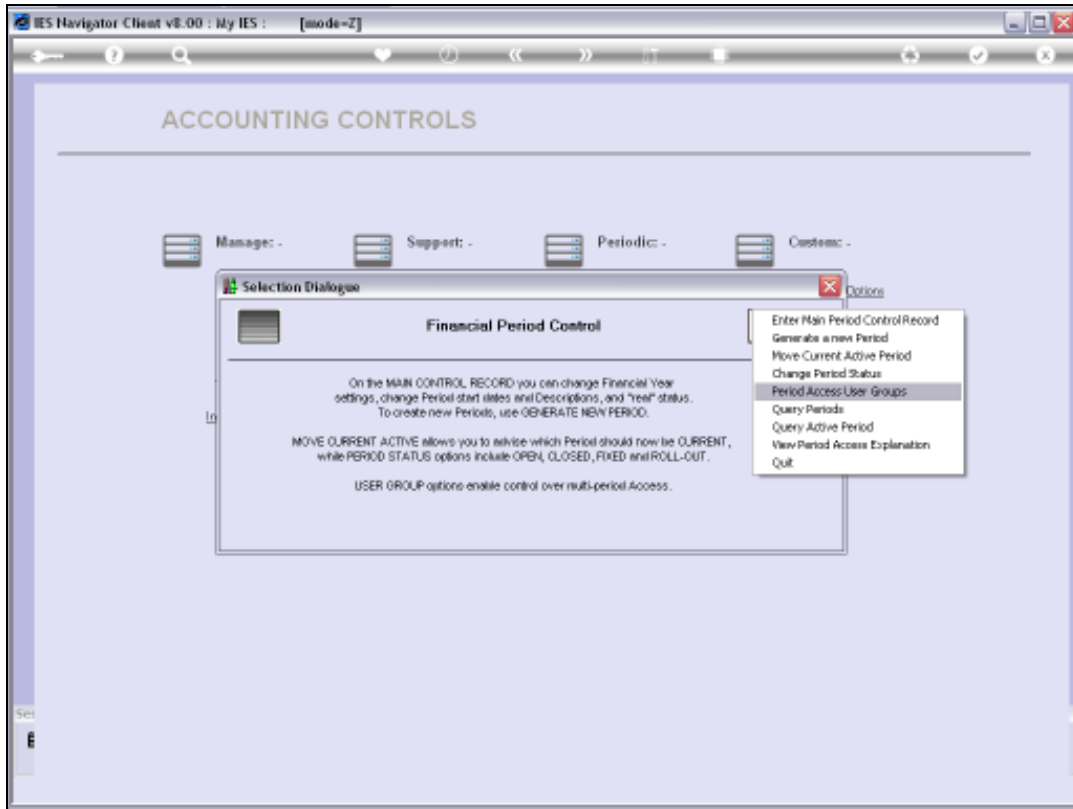 IES Navigator Client v8.00 : My IES : [mode=Z]
ACCOUNTING CONTROLS
Manage: - Support: - Periodic: - Custom: -
Options
Selection Dialogue
Financial Period Control
On the MAIN CONTROL RECORD you can change Financial Year
settings, change Period start dates and Descriptions, and "real" status.
To create new Periods, use GENERATE NEW PERIOD.
MOVE CURRENT ACTIVE allows you to advise which Period should now be CURRENT,
while PERIOD STATUS options include OPEN, CLOSED, FIXED and ROLL-OUT.
USER GROUP options enable control over multi-period Access.
Enter Main Period Control Record
Generate a new Period
Move Current Active Period
Change Period Status
Period Access User Groups
Query Periods
Query Active Period
View Period Access Explanation
Quit
In
Se